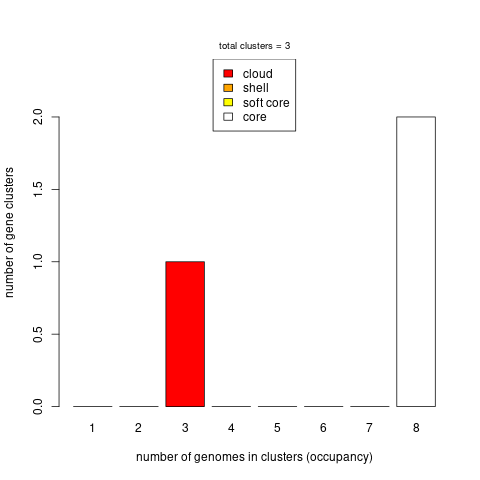 total clusters = 3
cloud
shell
soft core
core
number of gene clusters
2.0
1.5
1.0
0.5
0.0
1 2 3 4 5 6 7 8
number of genomes in clusters (occupancy)